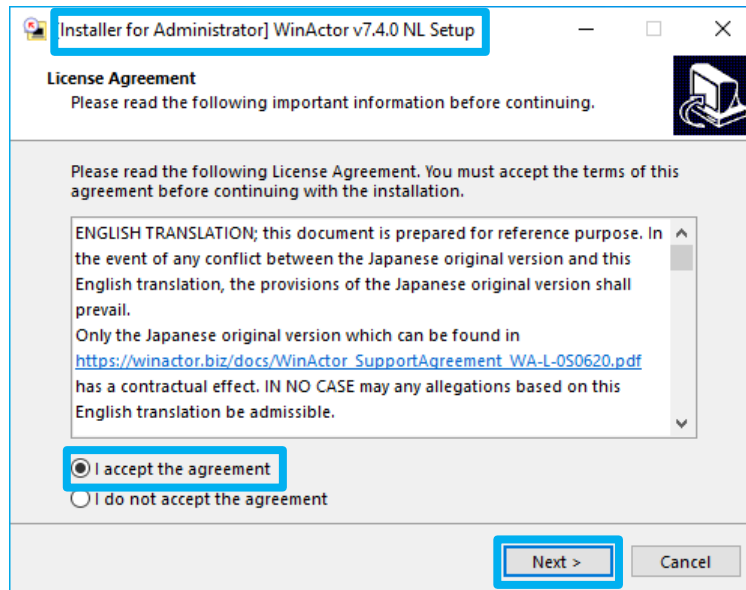 [Installer for Administrator] WinActor v7.4.0 NL Setup
License Agreement
Please read the following important information before continuing.
Please read the following License Agreement. You must accept the terms of this
agreement before continuing with the installation.
ENGLISH TRANSLATION; this document is prepared for reference purpose. In
the event of any conflict between the Japanese original version and this
English translation, the provisions of the Japanese original version shall
prevail.
Only the Japanese original version which can be found in
https://winactor.biz/docs/WinActor_SupportAgreement_WA-L-0S0620.pdf
has a contractual effect. IN NO CASE may any allegations based on this
English translation be admissible.
I accept the agreement
I do not accept the agreement
Next >
Cancel